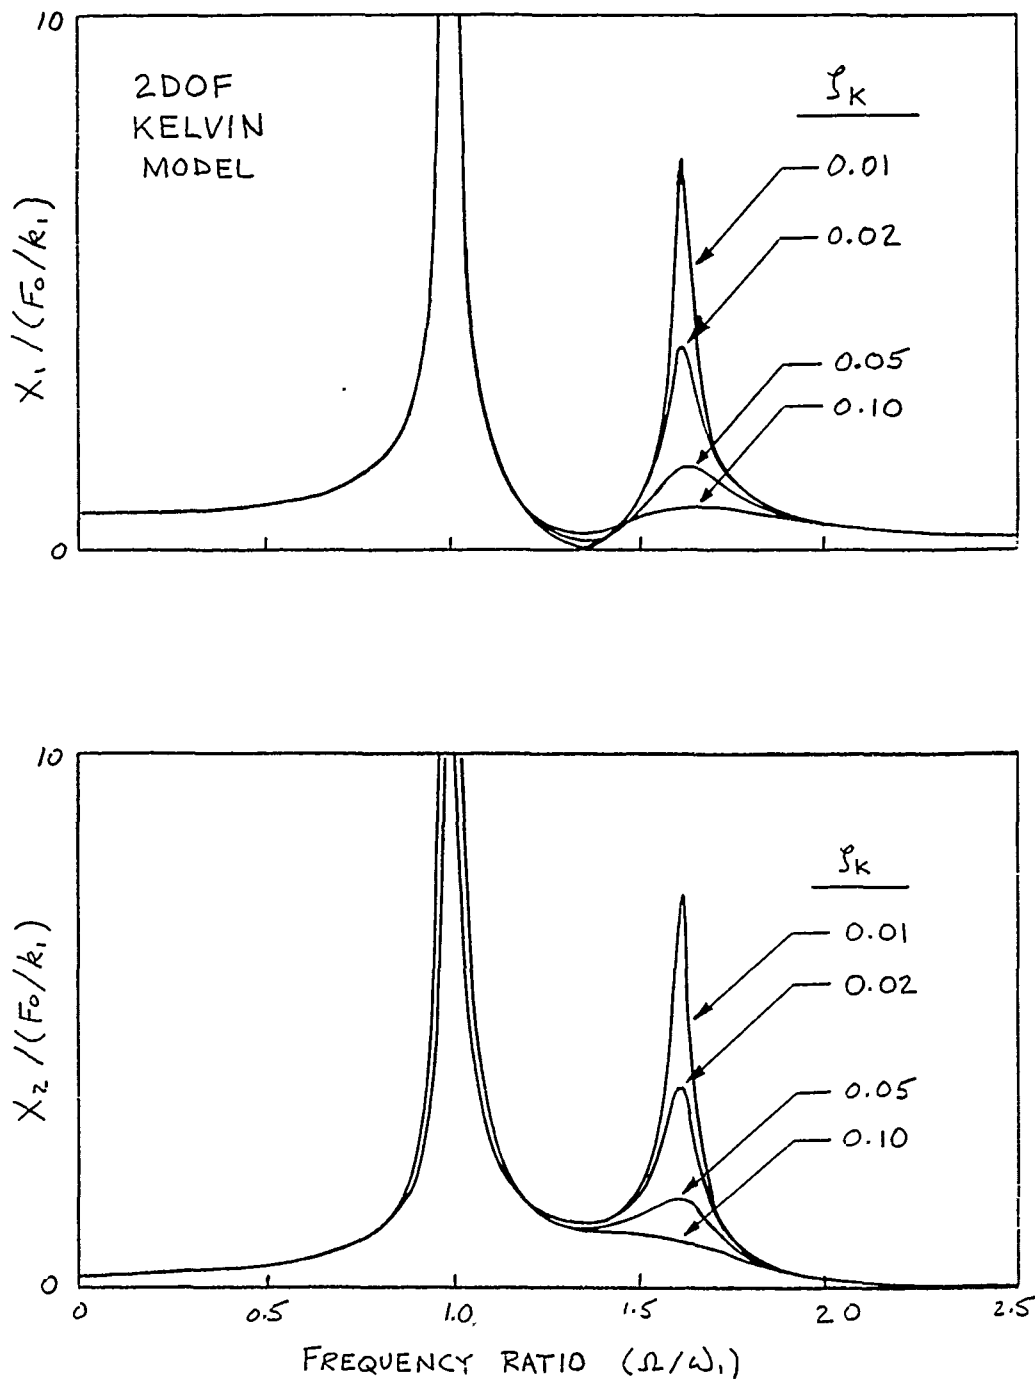 10
2DOF
KELVIN
MODEL
ζK
0.01
0.02
0.05
0.10
X1/(F0/k1)
0
10
ζK
0.01
0.02
0.05
0.10
X2/(F0/k1)
0
0 0.5 1.0 1.5 2.0 2.5
FREQUENCY RATIO (Ω/ω1)